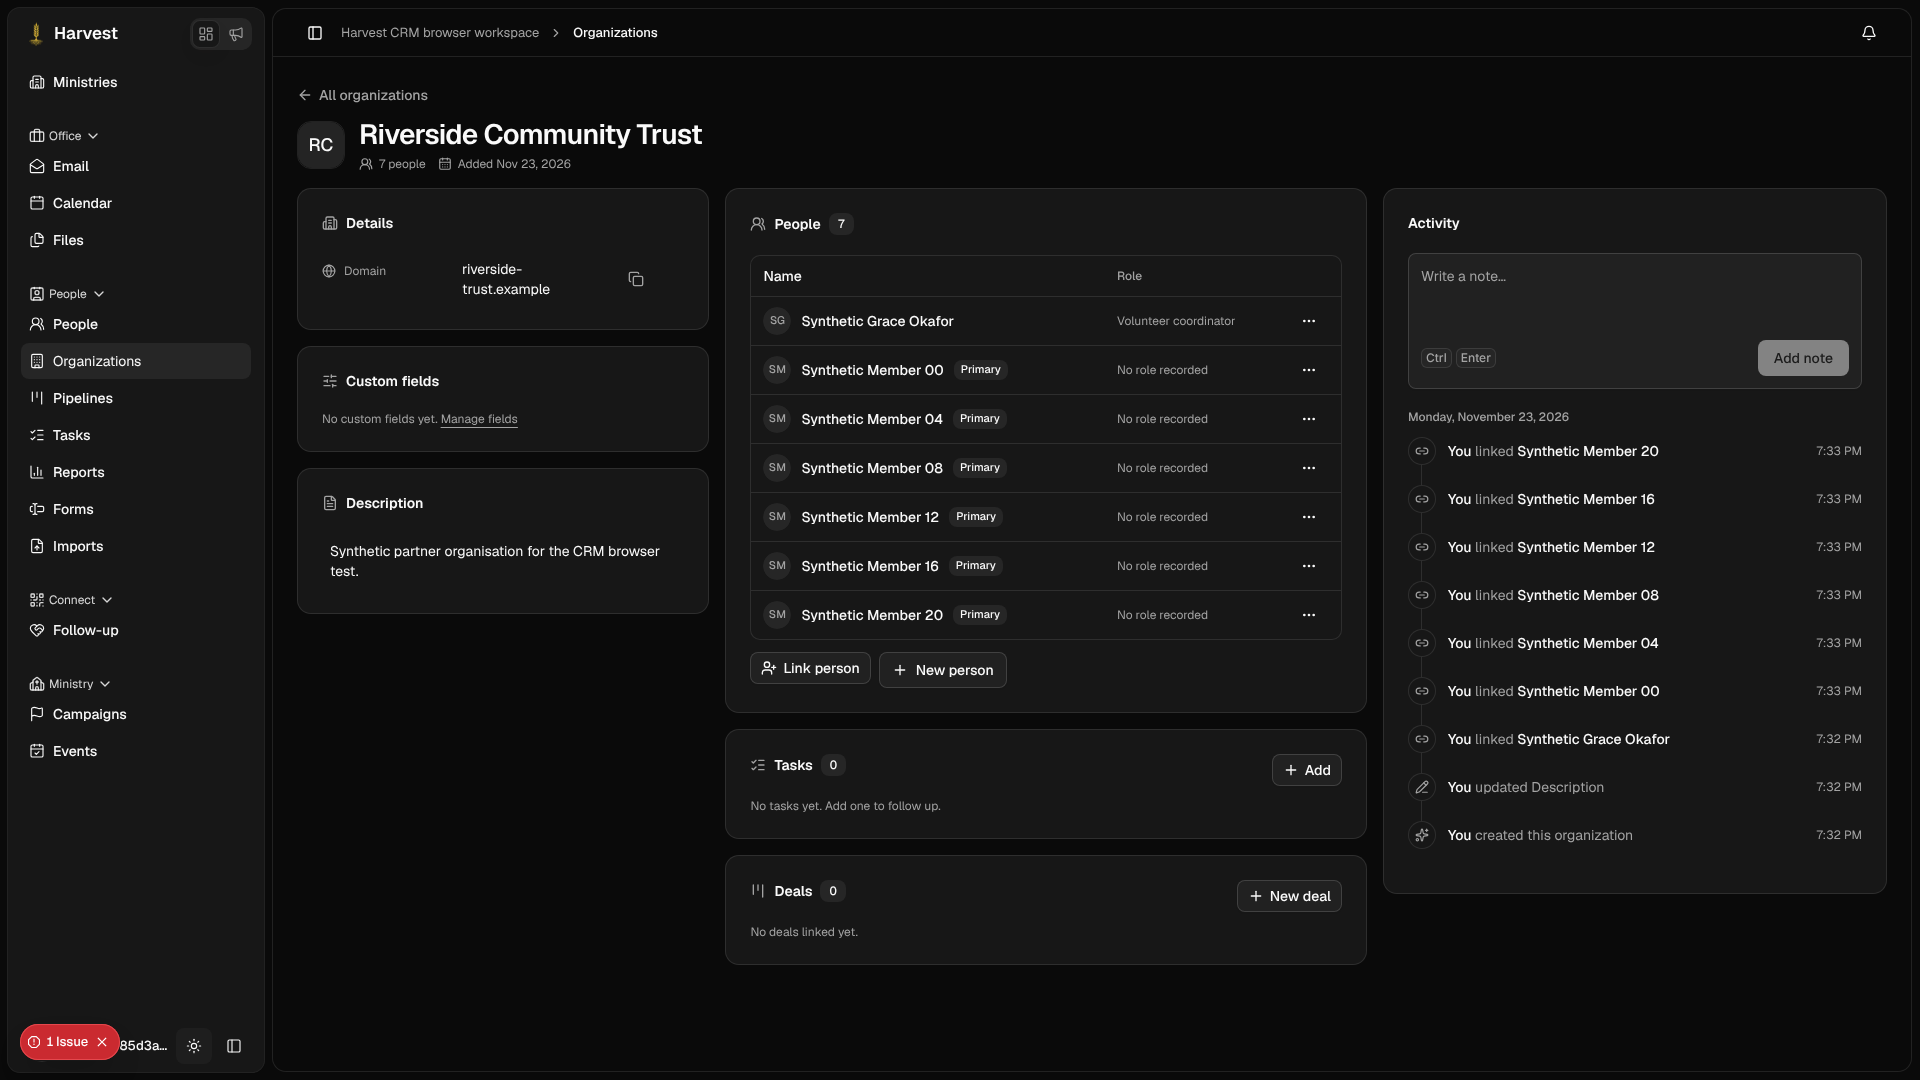 Harvest
Ministries
Office
Email
Calendar
Files
People
People
Organizations
Pipelines
Tasks
Reports
Forms
Imports
Connect
Follow-up
Ministry
Campaigns
Events
1 Issue
85d3a...
Harvest CRM browser workspace
Organizations
All organizations
RC
Riverside Community Trust
7 people
Added Nov 23, 2026
Details
Domain
riverside-
trust.example
Custom fields
No custom fields yet. Manage fields
Description
Synthetic partner organisation for the CRM browser
test.
People 7
Name Role
SG Synthetic Grace Okafor Volunteer coordinator
SM Synthetic Member 00 Primary No role recorded
SM Synthetic Member 04 Primary No role recorded
SM Synthetic Member 08 Primary No role recorded
SM Synthetic Member 12 Primary No role recorded
SM Synthetic Member 16 Primary No role recorded
SM Synthetic Member 20 Primary No role recorded
Link person
New person
Tasks 0
Add
No tasks yet. Add one to follow up.
Deals 0
New deal
No deals linked yet.
Activity
Write a note...
Ctrl Enter
Add note
Monday, November 23, 2026
You linked Synthetic Member 20 7:33 PM
You linked Synthetic Member 16 7:33 PM
You linked Synthetic Member 12 7:33 PM
You linked Synthetic Member 08 7:33 PM
You linked Synthetic Member 04 7:33 PM
You linked Synthetic Member 00 7:33 PM
You linked Synthetic Grace Okafor 7:32 PM
You updated Description 7:32 PM
You created this organization 7:32 PM